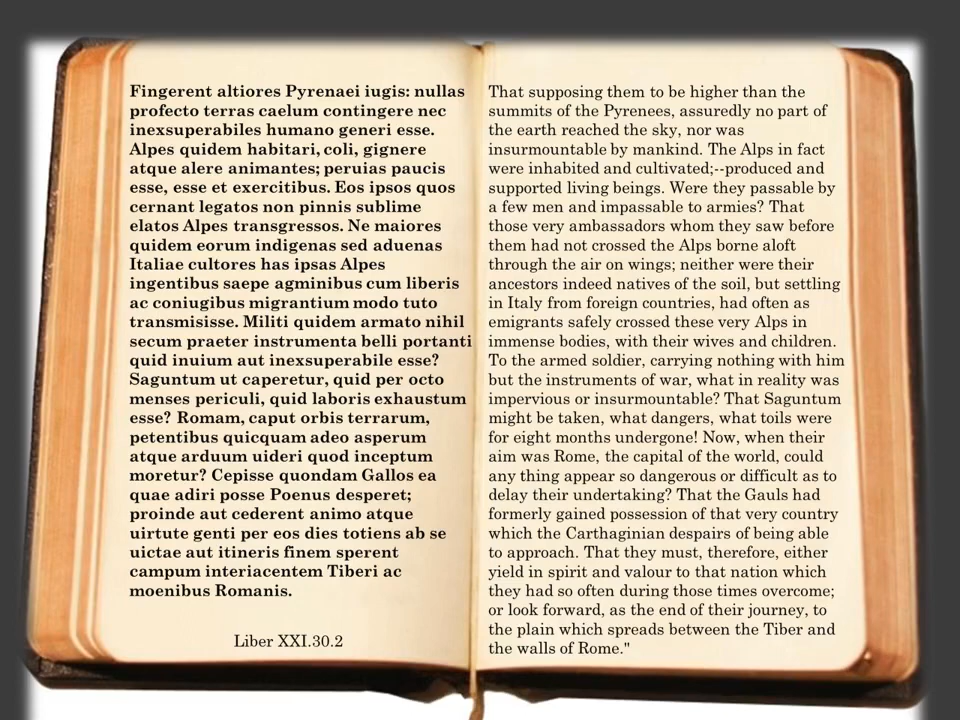 Fingerent altiores Pyrenaei iugis: nullas
profecto terras caelum contingere nec
inexsuperabiles humano generi esse.
Alpes quidem habitari, coli, gignere
atque alere animantes; peruias paucis
esse, esse et exercitibus. Eos ipsos quos
cernant legatos non pinnis sublime
elatos Alpes transgressos. Ne maiores
quidem eorum indigenas sed aduenas
Italiae cultores has ipsas Alpes
ingentibus saepe agminibus cum liberis
ac coniugibus migrantium modo tuto
transmisisse. Militi quidem armato nihil
secum praeter instrumenta belli portanti
quid inuium aut inexsuperabile esse?
Saguntum ut caperetur, quid per octo
menses periculi, quid laboris exhaustum
esse? Romam, caput orbis terrarum,
petentibus quicquam adeo asperum
atque arduum uideri quod inceptum
moretur? Cepisse quondam Gallos ea
quae adiri posse Poenus desperet;
proinde aut cederent animo atque
uirtute genti per eos dies totiens ab se
uictae aut itineris finem sperent
campum interiacentem Tiberi ac
moenibus Romanis.
Liber XXI.30.2
That supposing them to be higher than the
summits of the Pyrenees, assuredly no part of
the earth reached the sky, nor was
insurmountable by mankind. The Alps in fact
were inhabited and cultivated;--produced and
supported living beings. Were they passable by
a few men and impassable to armies? That
those very ambassadors whom they saw before
them had not crossed the Alps borne aloft
through the air on wings; neither were their
ancestors indeed natives of the soil, but settling
in Italy from foreign countries, had often as
emigrants safely crossed these very Alps in
immense bodies, with their wives and children.
To the armed soldier, carrying nothing with him
but the instruments of war, what in reality was
impervious or insurmountable? That Saguntum
might be taken, what dangers, what toils were
for eight months undergone! Now, when their
aim was Rome, the capital of the world, could
any thing appear so dangerous or difficult as to
delay their undertaking? That the Gauls had
formerly gained possession of that very country
which the Carthaginian despairs of being able
to approach. That they must, therefore, either
yield in spirit and valour to that nation which
they had so often during those times overcome;
or look forward, as the end of their journey, to
the plain which spreads between the Tiber and
the walls of Rome."